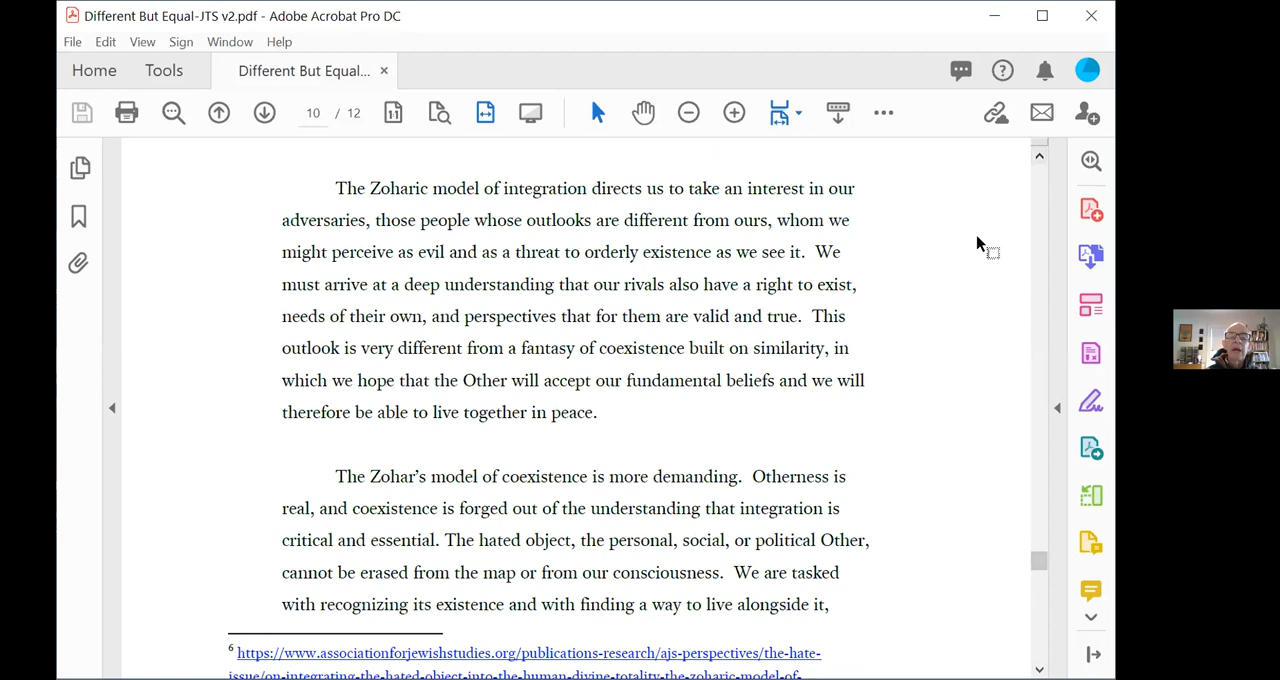 Different But Equal-JTS v2.pdf - Adobe Acrobat Pro DC
File Edit View Sign Window Help
Home Tools Different But Equal... ×
10 / 12
The Zoharic model of integration directs us to take an interest in our
adversaries, those people whose outlooks are different from ours, whom we
might perceive as evil and as a threat to orderly existence as we see it. We
must arrive at a deep understanding that our rivals also have a right to exist,
needs of their own, and perspectives that for them are valid and true. This
outlook is very different from a fantasy of coexistence built on similarity, in
which we hope that the Other will accept our fundamental beliefs and we will
therefore be able to live together in peace.
The Zohar’s model of coexistence is more demanding. Otherness is
real, and coexistence is forged out of the understanding that integration is
critical and essential. The hated object, the personal, social, or political Other,
cannot be erased from the map or from our consciousness. We are tasked
with recognizing its existence and with finding a way to live alongside it,
6 https://www.associationforjewishstudies.org/publications-research/ajs-perspectives/the-hate-
issue/on-integrating-the-hated-object-into-the-human-divine-totality-the-zoharic-model-of-